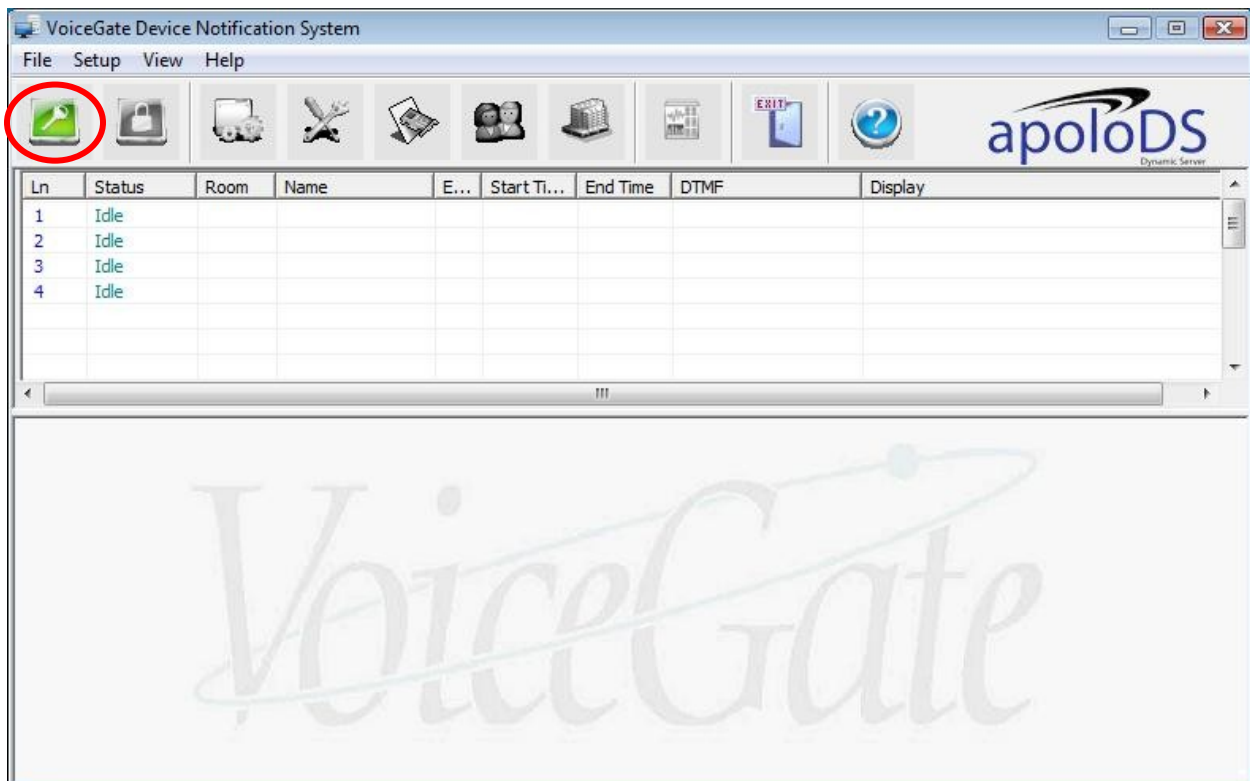 VoiceGate Device Notification System
File Setup View Help
EXIT
apoloDS
Dynamic Server
Ln Status Room Name E... Start Ti... End Time DTMF Display
1 Idle
2 Idle
3 Idle
4 Idle
VoiceGate